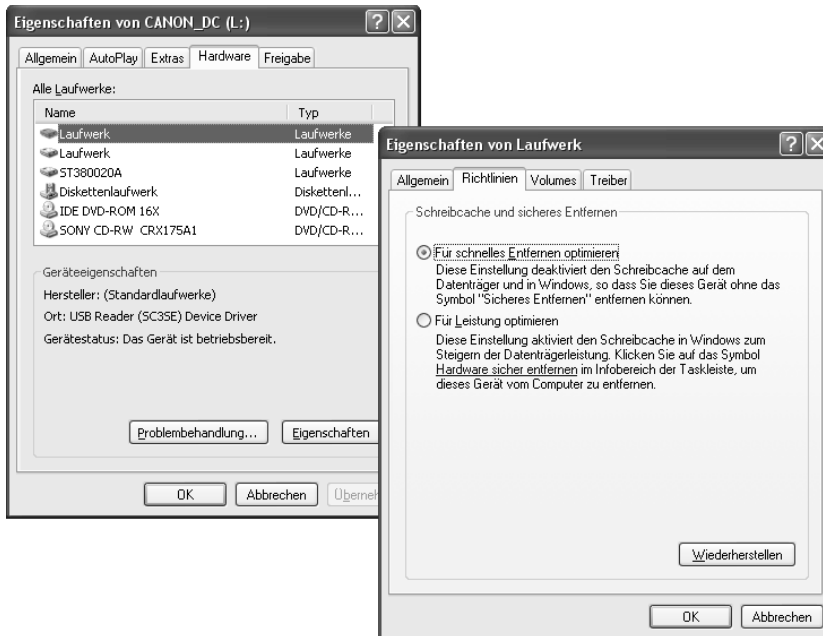 Eigenschaften von CANON_DC (L:)
Allgemein AutoPlay Extras Hardware Freigabe
Alle Laufwerke:
Name Typ
Laufwerk Laufwerke
Laufwerk Laufwerke
ST380020A Laufwerke
Diskettenlaufwerk Diskettenl...
IDE DVD-ROM 16X DVD/CD-R...
SONY CD-RW CRX175A1 DVD/CD-R...
Geräteeigenschaften
Hersteller: (Standardlaufwerke)
Ort: USB Reader (SC3SE) Device Driver
Gerätestatus: Das Gerät ist betriebsbereit.
Problembehandlung... Eigenschaften
OK Abbrechen Überneh
Eigenschaften von Laufwerk
Allgemein Richtlinien Volumes Treiber
Schreibcache und sicheres Entfernen
Für schnelles Entfernen optimieren
Diese Einstellung deaktiviert den Schreibcache auf dem
Datenträger und in Windows, so dass Sie dieses Gerät ohne das
Symbol "Sicheres Entfernen" entfernen können.
Für Leistung optimieren
Diese Einstellung aktiviert den Schreibcache in Windows zum
Steigern der Datenträgerleistung. Klicken Sie auf das Symbol
Hardware sicher entfernen im Infobereich der Taskleiste, um
dieses Gerät vom Computer zu entfernen.
Wiederherstellen
OK Abbrechen